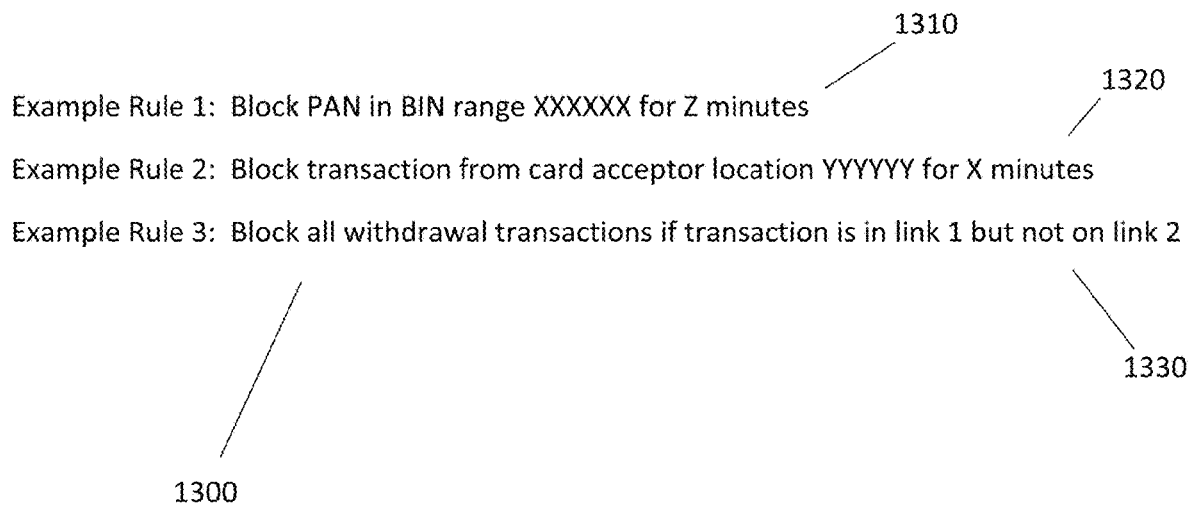 1310
1320
Example Rule 1: Block PAN in BIN range XXXXXX for Z minutes
Example Rule 2: Block transaction from card acceptor location YYYYYY for X minutes
Example Rule 3: Block all withdrawal transactions if transaction is in link 1 but not on link 2
1330
1300